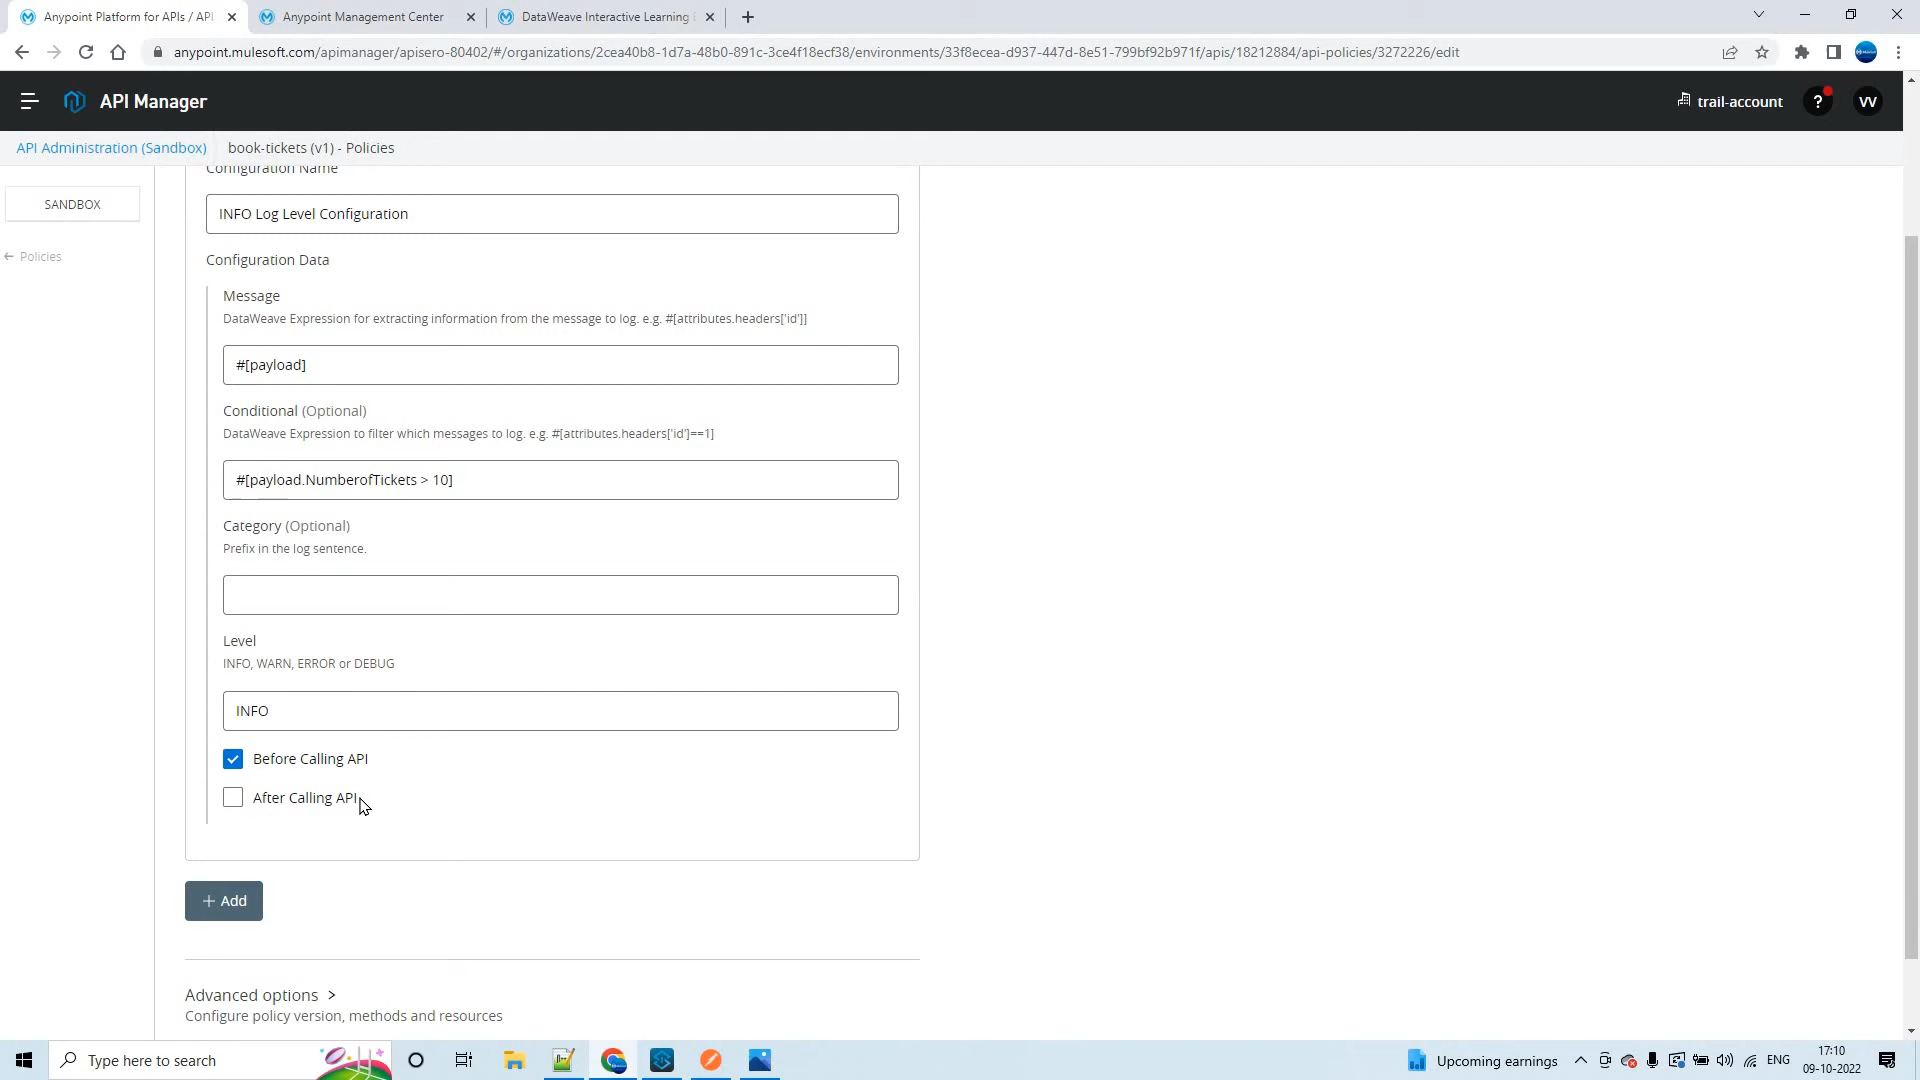 Anypoint Platform for APIs / API
Anypoint Management Center
DataWeave Interactive Learning E
anypoint.mulesoft.com/apimanager/apisero-80402/#/organizations/2cea40b8-1d7a-48b0-891c-3ce4f18ecf38/environments/33f8ecea-d937-447d-8e51-799bf92b971f/apis/18212884/api-policies/3272226/edit
API Manager
trail-account
?
VV
API Administration (Sandbox)
book-tickets (v1) - Policies
SANDBOX
Policies
Configuration Name
INFO Log Level Configuration
Configuration Data
Message
DataWeave Expression for extracting information from the message to log. e.g. #[attributes.headers['id']]
#[payload]
Conditional (Optional)
DataWeave Expression to filter which messages to log. e.g. #[attributes.headers['id']==1]
#[payload.NumberofTickets > 10]
Category (Optional)
Prefix in the log sentence.
Level
INFO, WARN, ERROR or DEBUG
INFO
Before Calling API
After Calling API
+ Add
Advanced options >
Configure policy version, methods and resources
Type here to search
Upcoming earnings
ENG
17:10
09-10-2022